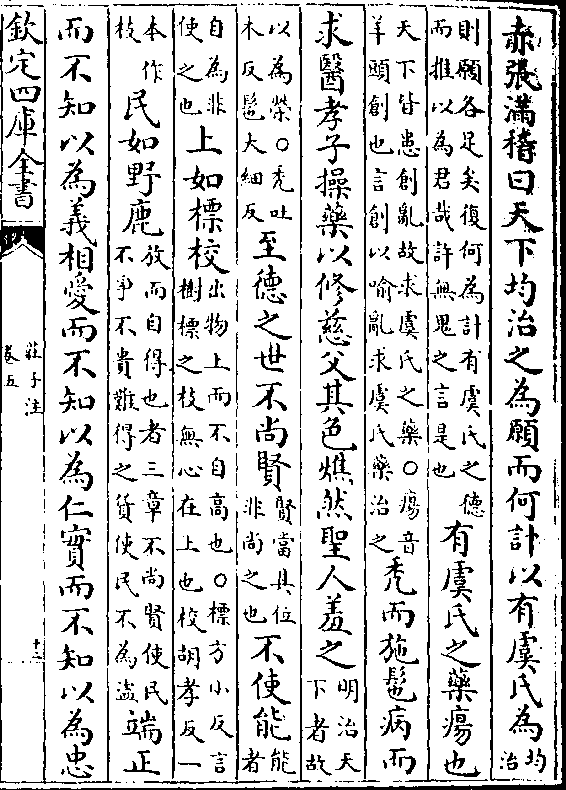 赤張滿稽曰天下均治之為願而何計以有虞氏為均治
則願各足矣復何為計有虞氏之德而推以為君哉許無鬼之言是也有虞氏之藥瘍也
天下皆患創亂故求虞氏之藥○瘍音羊頭創也言創以喻亂求虞氏藥治之秃而施髢病而
求醫孝子操藥以修慈父其色燋然聖人羞之明治天下者故
以為榮○秃吐木反髢大細反至德之世不尚賢賢當其位非尚之也不使能能者
自為非使之也上如標校出物上而不自高也○標方小反言樹標之枝無心在上也校胡孝反一
本作枝民如野鹿放而自得也者三章不尚賢使民不爭不貴難得之貨使民不為盗端正
而不知以為義相愛而不知以為仁實而不知以為忠
欽定四庫全書
莊子注
卷五